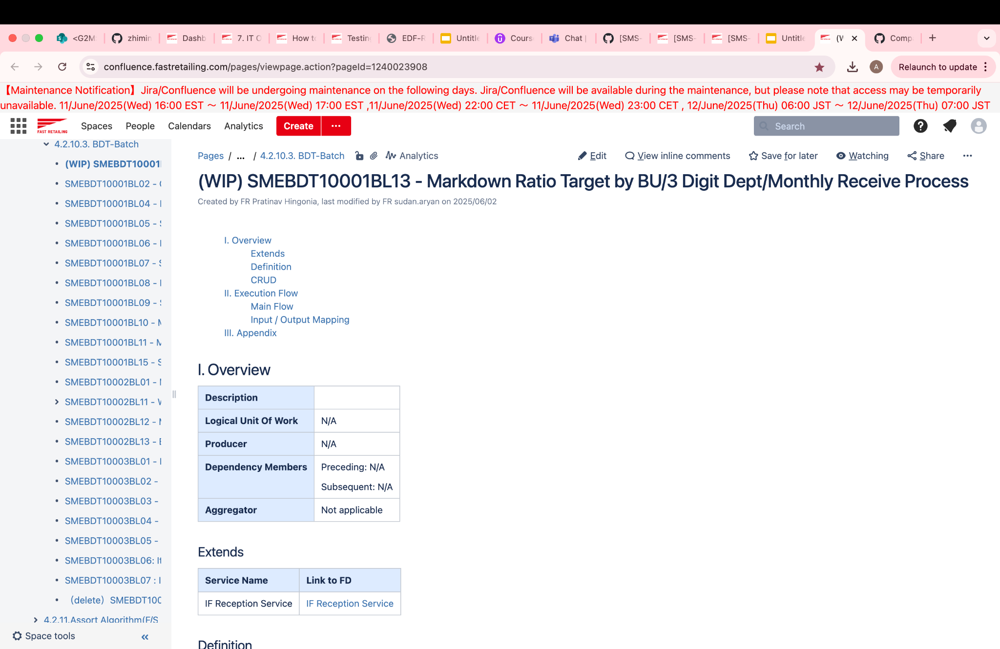 <G2M
zhimin
Dashb
7. IT O
How to
Testing
EDF-R
Untitle
Cours
Chat |
[SMS-
[SMS-
[SMS-
Untitle
(W
Comp
confluence.fastretailing.com/pages/viewpage.action?pageId=1240023908
A
Relaunch to update
【Maintenance Notification】Jira/Confluence will be undergoing maintenance on the following days. Jira/Confluence will be available during the maintenance, but please note that access may be temporarily
unavailable. 11/June/2025(Wed) 16:00 EST ～ 11/June/2025(Wed) 17:00 EST ,11/June/2025(Wed) 22:00 CET ～ 11/June/2025(Wed) 23:00 CET , 12/June/2025(Thu) 06:00 JST ～ 12/June/2025(Thu) 07:00 JST
FAST RETAILING
Spaces
People
Calendars
Analytics
Create
Search
4.2.10.3. BDT-Batch
(WIP) SMEBDT10001
SMEBDT10001BL02 -
SMEBDT10001BL04 -
SMEBDT10001BL05 -
SMEBDT10001BL06 -
SMEBDT10001BL07 -
SMEBDT10001BL08 -
SMEBDT10001BL09 -
SMEBDT10001BL10 - M
SMEBDT10001BL11 - M
SMEBDT10001BL15 - S
SMEBDT10002BL01 -
SMEBDT10002BL11 -
SMEBDT10002BL12 -
SMEBDT10002BL13 -
SMEBDT10003BL01 -
SMEBDT10003BL02 -
SMEBDT10003BL03 -
SMEBDT10003BL04 -
SMEBDT10003BL05 -
SMEBDT10003BL06: It
SMEBDT10003BL07 : I
（delete）SMEBDT100
4.2.11.Assort Algorithm(F/S
Space tools
Pages / ... / 4.2.10.3. BDT-Batch
Analytics
Edit
View inline comments
Save for later
Watching
Share
(WIP) SMEBDT10001BL13 - Markdown Ratio Target by BU/3 Digit Dept/Monthly Receive Process
Created by FR Pratinav Hingonia, last modified by FR sudan.aryan on 2025/06/02
I. Overview
Extends
Definition
CRUD
II. Execution Flow
Main Flow
Input / Output Mapping
III. Appendix
I. Overview
Description
Logical Unit Of Work N/A
Producer N/A
Dependency Members Preceding: N/A
Subsequent: N/A
Aggregator Not applicable
Extends
Service Name Link to FD
IF Reception Service IF Reception Service
Definition